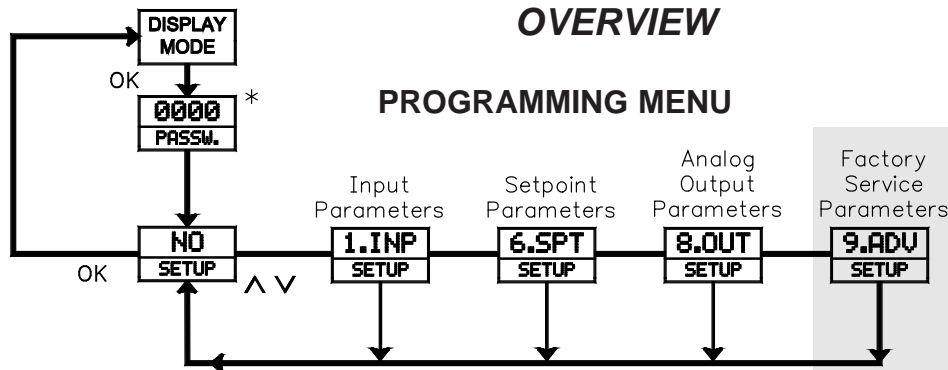 OVERVIEW
PROGRAMMING MENU
DISPLAY
MODE
OK
0000
*
PASSW.
Input
Parameters
Setpoint
Parameters
Analog
Output
Parameters
Factory
Service
Parameters
NO
SETUP
1.INP
SETUP
6.SPT
SETUP
8.OUT
SETUP
9.ADV
SETUP
OK
∧ ∨